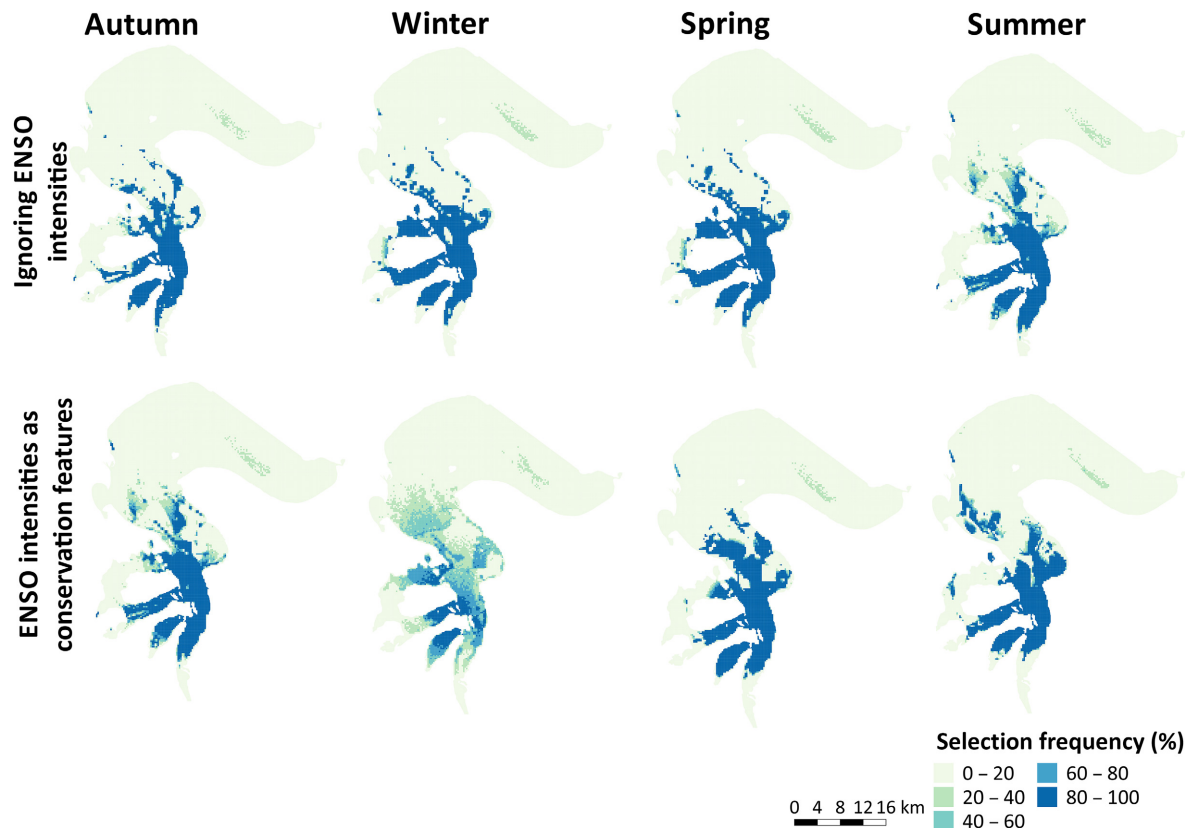 Autumn
Winter
Spring
Summer
Ignoring ENSO
intensities
ENSO intensities as
conservation features
Selection frequency (%)
0 – 20
60 – 80
20 – 40
80 – 100
40 – 60
0 4 8 12 16 km